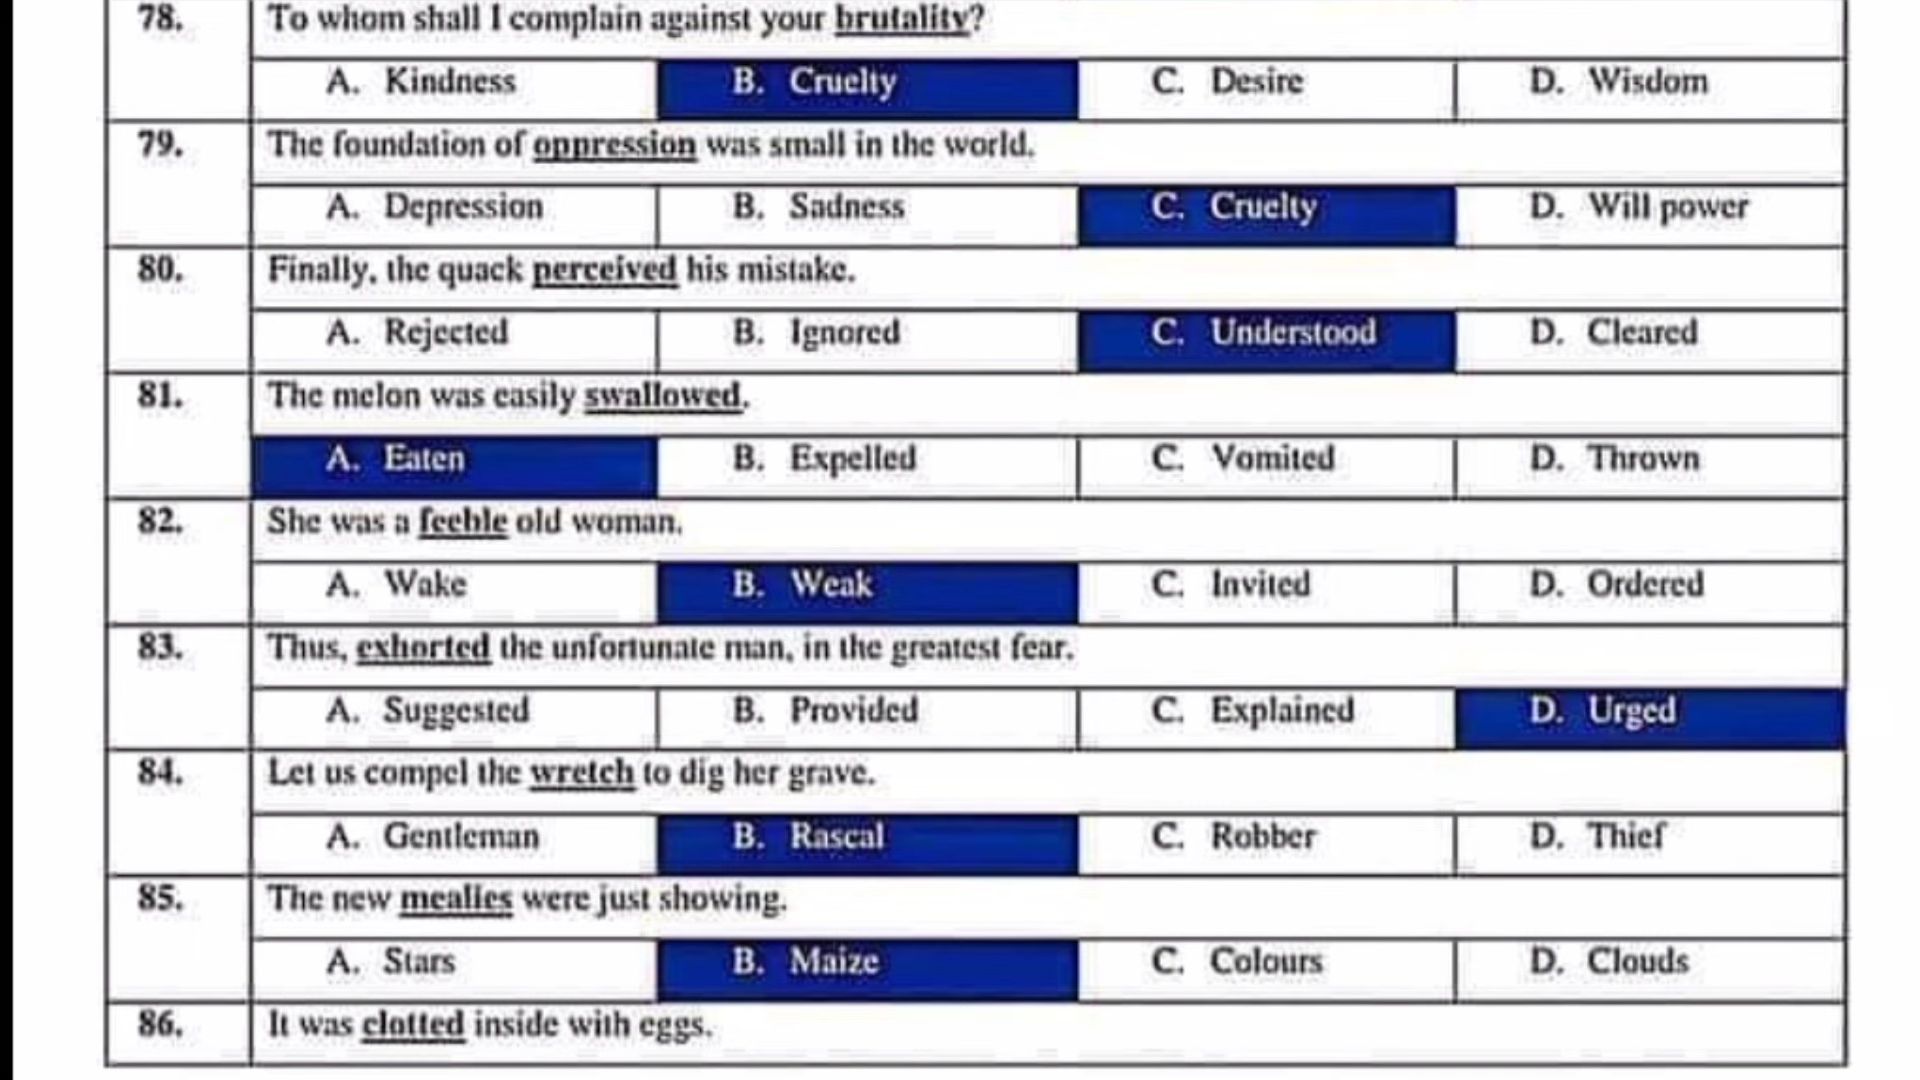 78. To whom shall I complain against your brutality?
A. Kindness B. Cruelty C. Desire D. Wisdom
79. The foundation of oppression was small in the world.
A. Depression B. Sadness C. Cruelty D. Will power
80. Finally, the quack perceived his mistake.
A. Rejected B. Ignored C. Understood D. Cleared
81. The melon was easily swallowed.
A. Eaten B. Expelled C. Vomited D. Thrown
82. She was a feeble old woman.
A. Wake B. Weak C. Invited D. Ordered
83. Thus, exhorted the unfortunate man, in the greatest fear.
A. Suggested B. Provided C. Explained D. Urged
84. Let us compel the wretch to dig her grave.
A. Gentleman B. Rascal C. Robber D. Thief
85. The new mealies were just showing.
A. Stars B. Maize C. Colours D. Clouds
86. It was clotted inside with eggs.